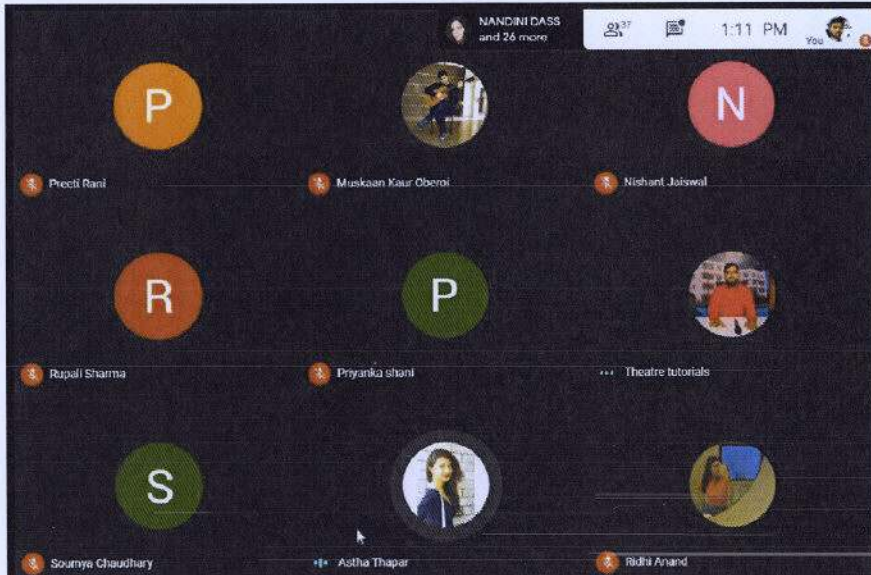 NANDINI DASS
and 26 more
37
1:11 PM
You
P
N
Preeti Rani
Muskaan Kaur Oberoi
Nishant Jaiswal
R
P
Rupali Sharma
Priyanka shani
Theatre tutorials
S
Soumya Chaudhary
Astha Thapar
Ridhi Anand